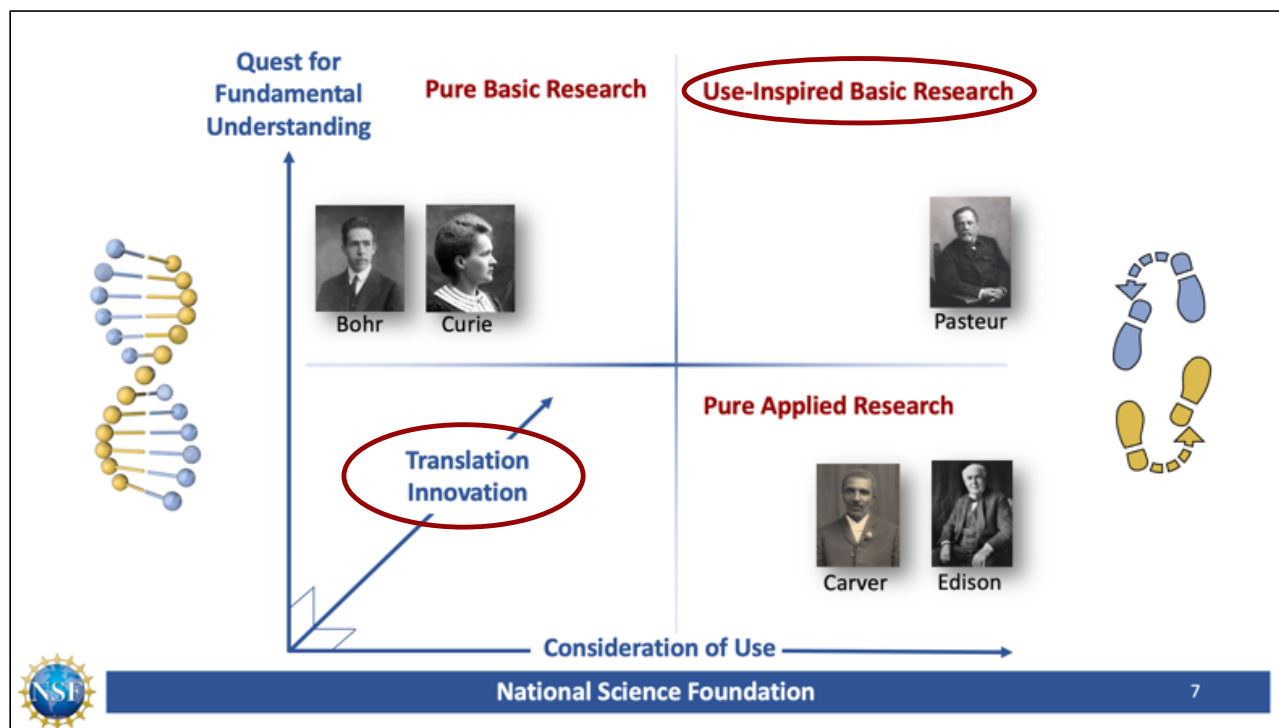 Quest for
Fundamental
Understanding
Pure Basic Research
Use-Inspired Basic Research
Bohr
Curie
Pasteur
Pure Applied Research
Translation
Innovation
Carver
Edison
Consideration of Use
NSF
National Science Foundation
7